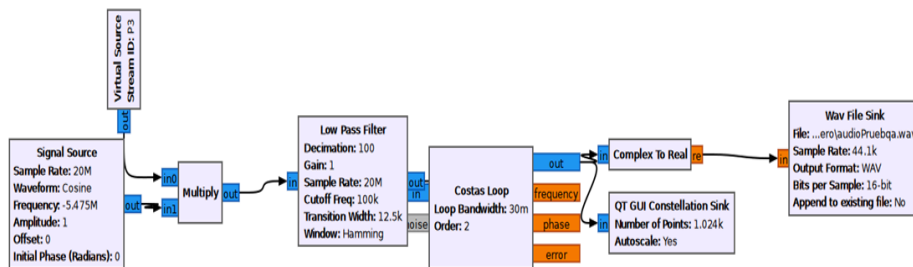 Virtual Source
Stream ID: P3
out
Signal Source
Sample Rate: 20M
Waveform: Cosine
Frequency: -5.475M
Amplitude: 1
Offset: 0
Initial Phase (Radians): 0
out
in0
in1
Multiply
out
in
Low Pass Filter
Decimation: 100
Gain: 1
Sample Rate: 20M
Cutoff Freq: 100k
Transition Width: 12.5k
Window: Hamming
out
in
noise
Costas Loop
Loop Bandwidth: 30m
Order: 2
out
frequency
phase
error
in
Complex To Real
re
in
QT GUI Constellation Sink
Number of Points: 1.024k
Autoscale: Yes
in
Wav File Sink
File: ...ero\audioPruebqa.wav
Sample Rate: 44.1k
Output Format: WAV
Bits per Sample: 16-bit
Append to existing file: No